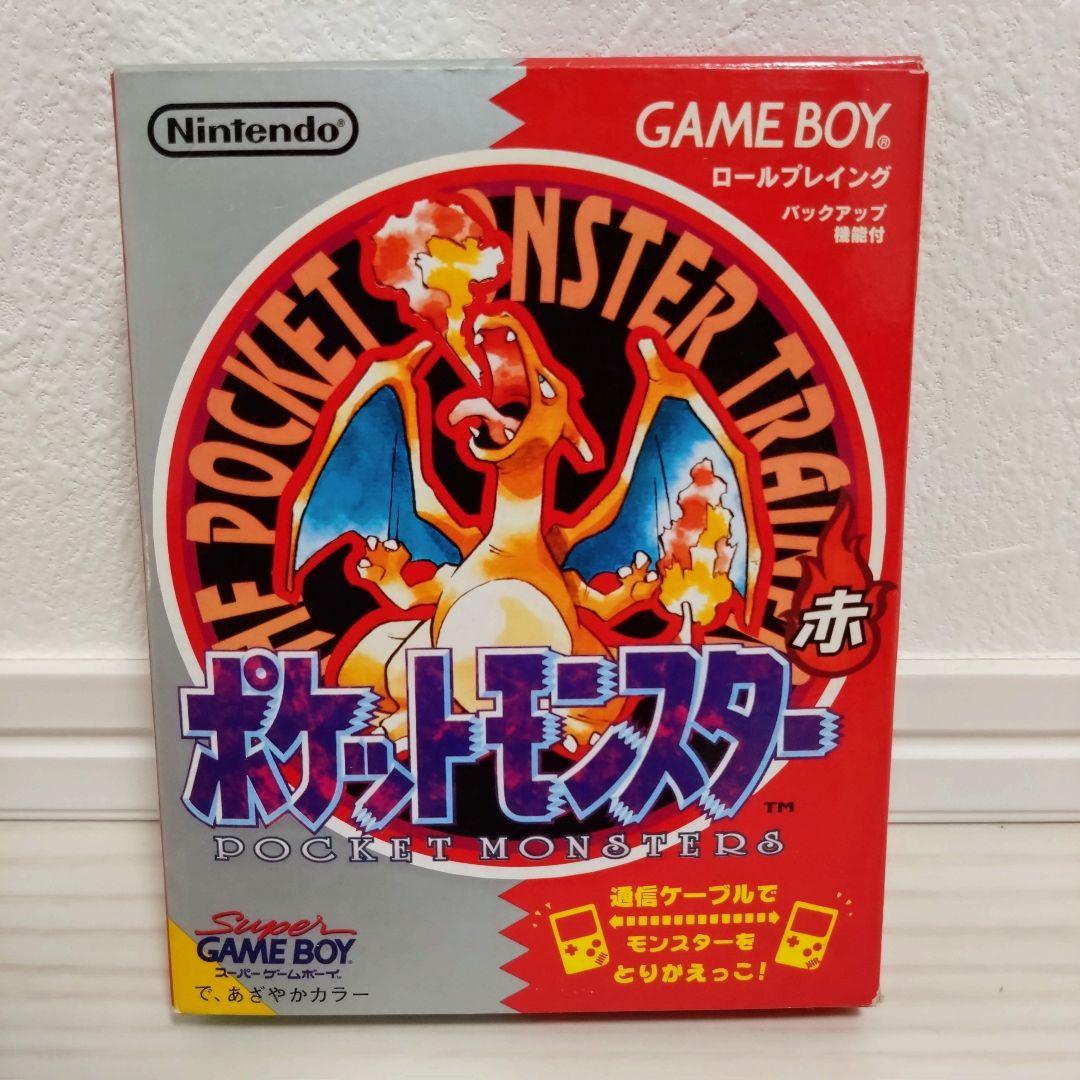 Nintendo®
GAME BOY®
ロールプレイング
バックアップ
機能付
POCKET MONSTER
赤
ポケットモンスター
TM
POCKET MONSTERS
通信ケーブルで
モンスターを
とりかえっこ!
Super
GAME BOY
スーパーゲームボーイ™
で、あざやかカラー